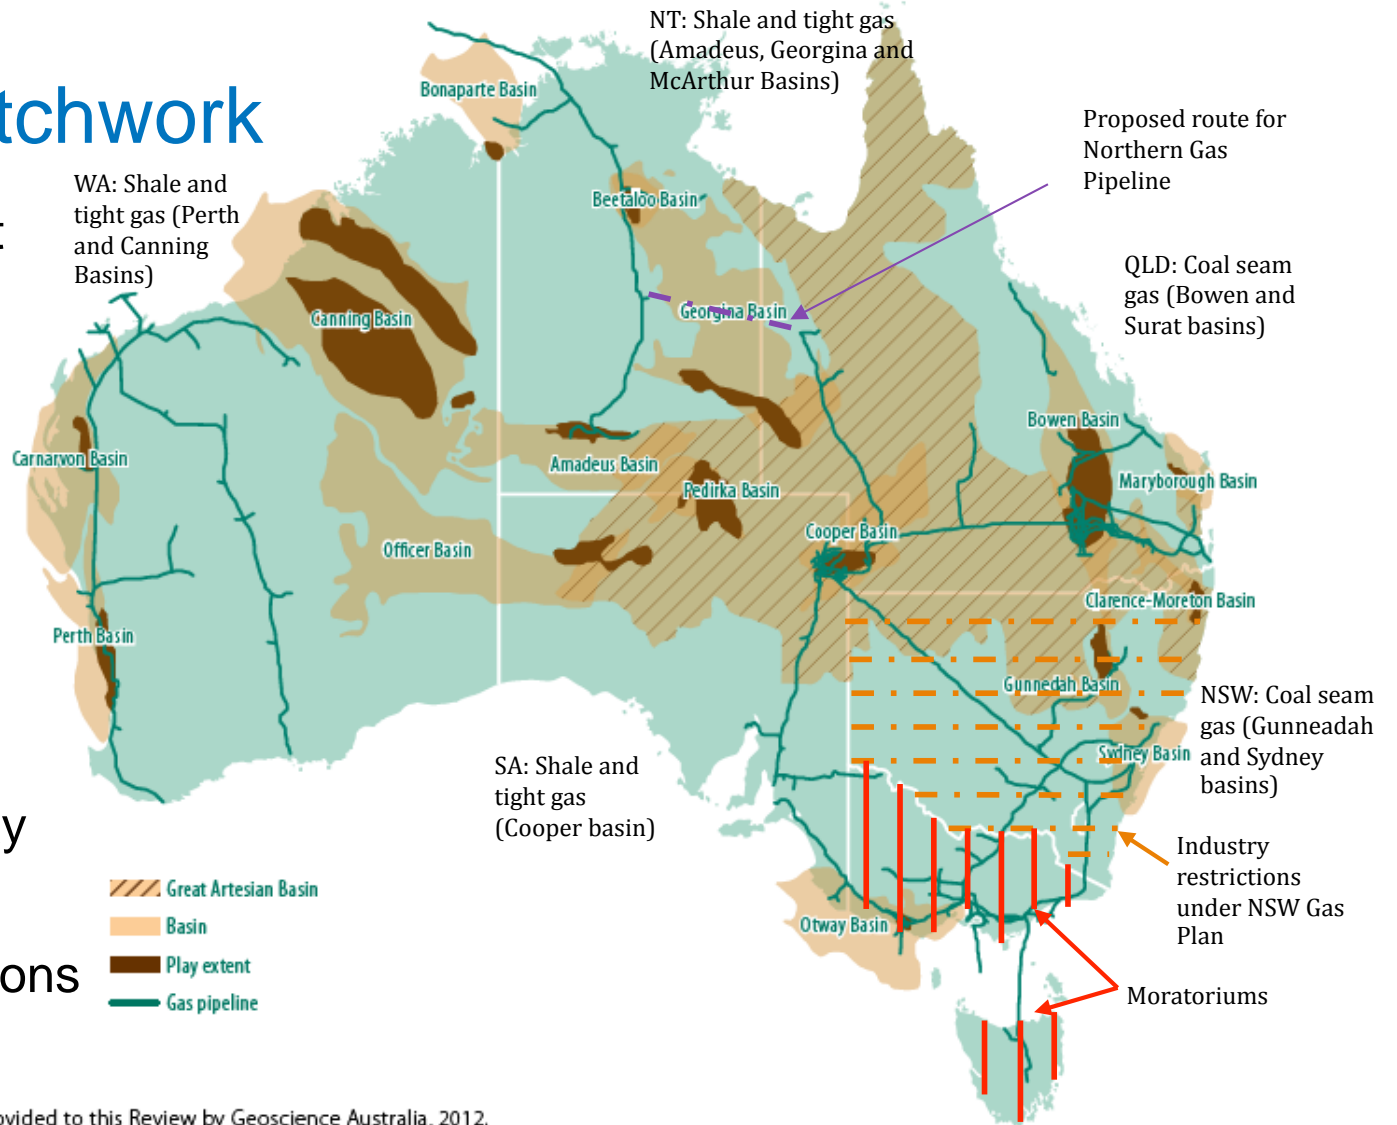 NT: Shale and tight gas
(Amadeus, Georgina and
McArthur Basins)
Bonaparte Basin
tchwork
Proposed route for
Northern Gas
Pipeline
WA: Shale and
tight gas (Perth
and Canning
Basins)
t
Beetaloo Basin
QLD: Coal seam
gas (Bowen and
Surat basins)
Canning Basin
Georgina Basin
Bowen Basin
Carnarvon Basin
Amadeus Basin
Pedirka Basin
Maryborough Basin
Officer Basin
Cooper Basin
Clarence-Moreton Basin
Perth Basin
Gunnedah Basin
NSW: Coal seam
gas (Gunneadah
and Sydney
basins)
Sydney Basin
SA: Shale and
tight gas
(Cooper basin)
y
Industry
restrictions
under NSW Gas
Plan
Great Artesian Basin
Basin
Otway Basin
Play extent
ons
Gas pipeline
Moratoriums
ovided to this Review by Geoscience Australia, 2012.